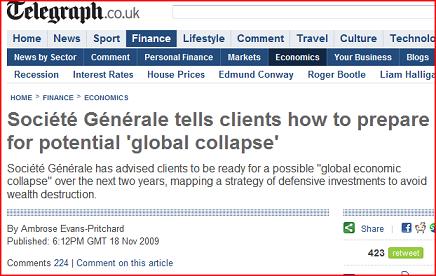 Telegraph.co.uk
Home News Sport Finance Lifestyle Comment Travel Culture Technolo
News by Sector Comment Personal Finance Markets Economics Your Business Blogs
Recession Interest Rates House Prices Edmund Conway Roger Bootle Liam Halliga
HOME > FINANCE > ECONOMICS
Société Générale tells clients how to prepare
for potential 'global collapse'
Société Générale has advised clients to be ready for a possible "global economic
collapse" over the next two years, mapping a strategy of defensive investments to avoid
wealth destruction.
By Ambrose Evans-Pritchard
Published: 6:12PM GMT 18 Nov 2009
Share
423 retweet
Comments 224 | Comment on this article